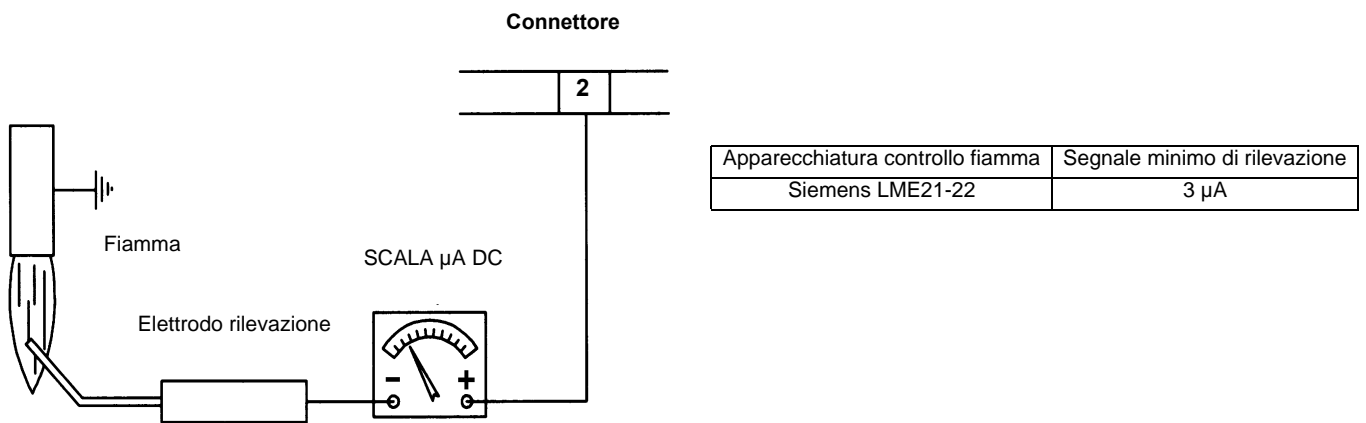 Connettore
2
Apparecchiatura controllo fiamma Segnale minimo di rilevazione
Siemens LME21-22 3 µA
Fiamma
SCALA µA DC
Elettrodo rilevazione
- +